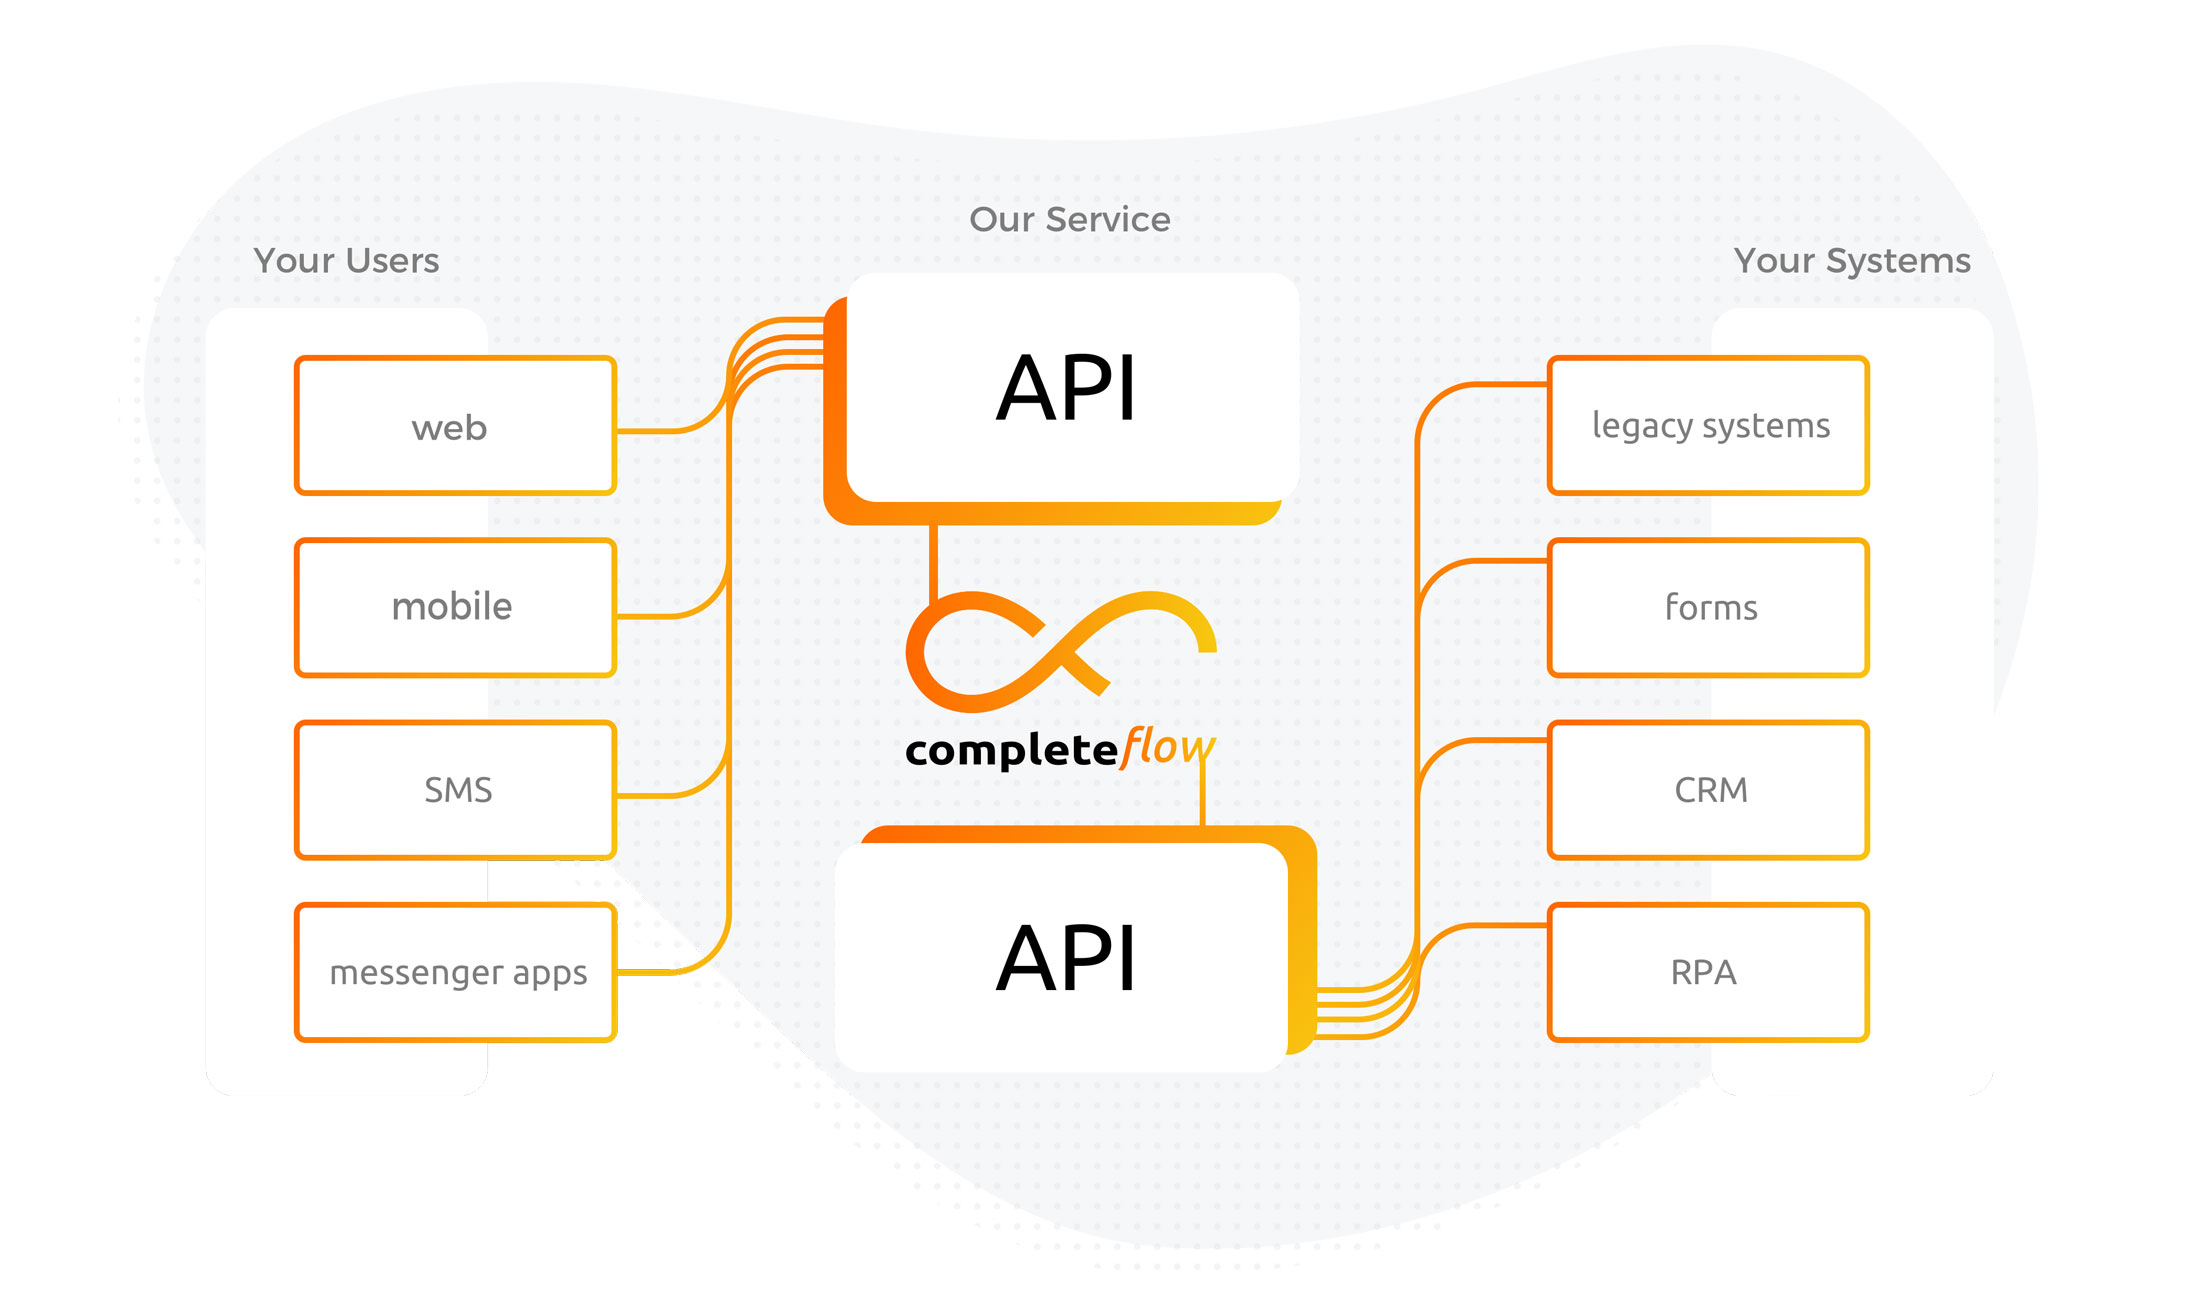 Our Service
Your Users
Your Systems
web
mobile
SMS
messenger apps
API
completeflow
API
legacy systems
forms
CRM
RPA